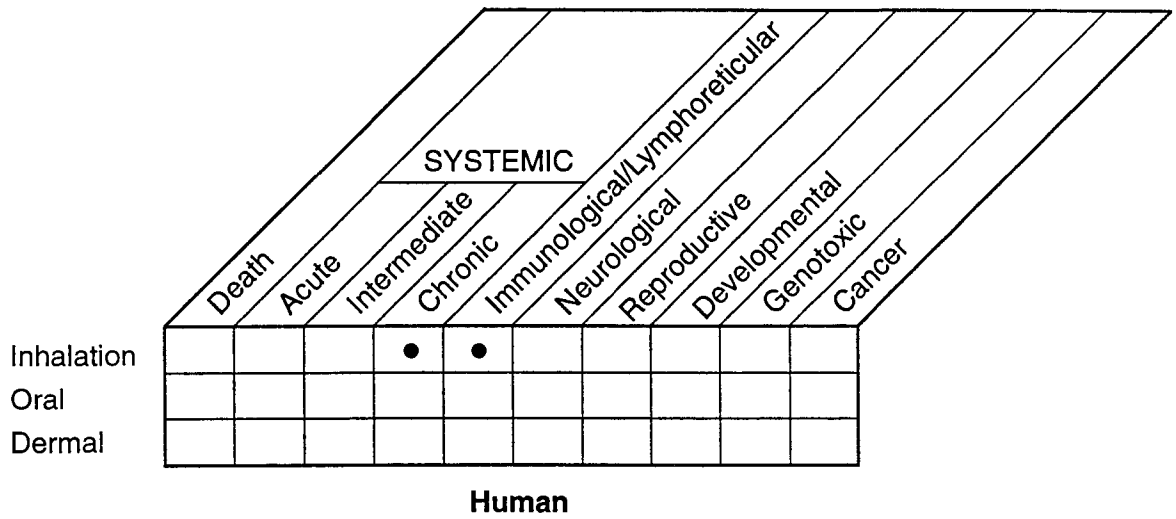 SYSTEMIC
Death
Acute
Intermediate
Chronic
Immunological/Lymphoreticular
Neurological
Reproductive
Developmental
Genotoxic
Cancer
Inhalation
Oral
Dermal
Human